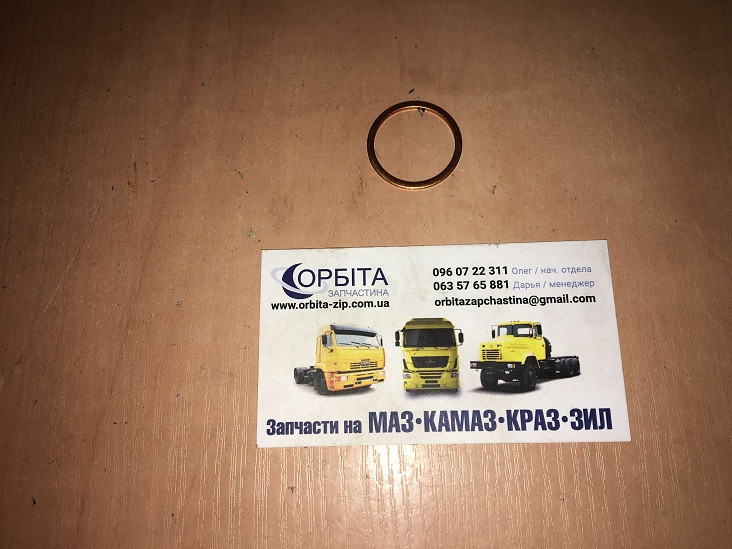 ОРБІТА
ЗАПЧАСТИНА
www.orbita-zip.com.ua
096 07 22 311 Олег / нач. отдела
063 57 65 881 Дарья / менеджер
orbitazapchastina@gmail.com
Запчасти на МАЗ•КАМАЗ•КРАЗ•ЗИЛ